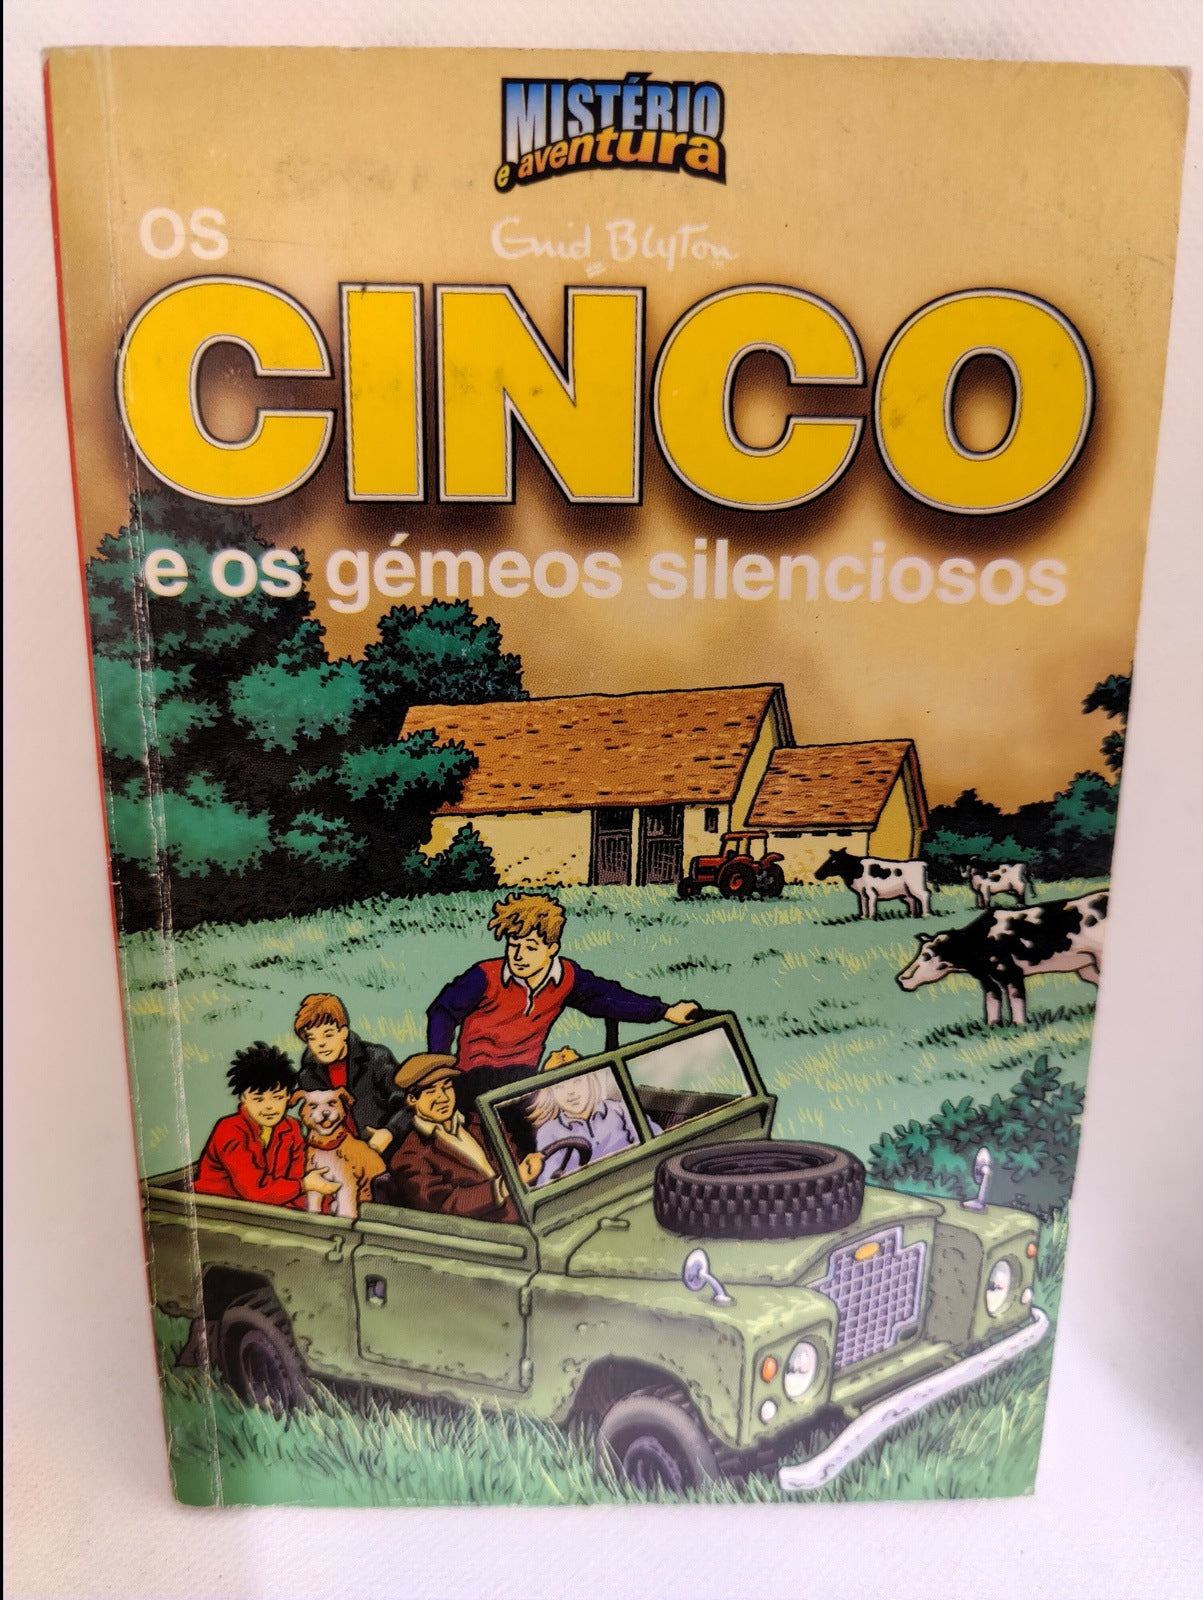 MISTÉRIO
e aventura
os
Enid Blyton
CINCO
e os gémeos silenciosos